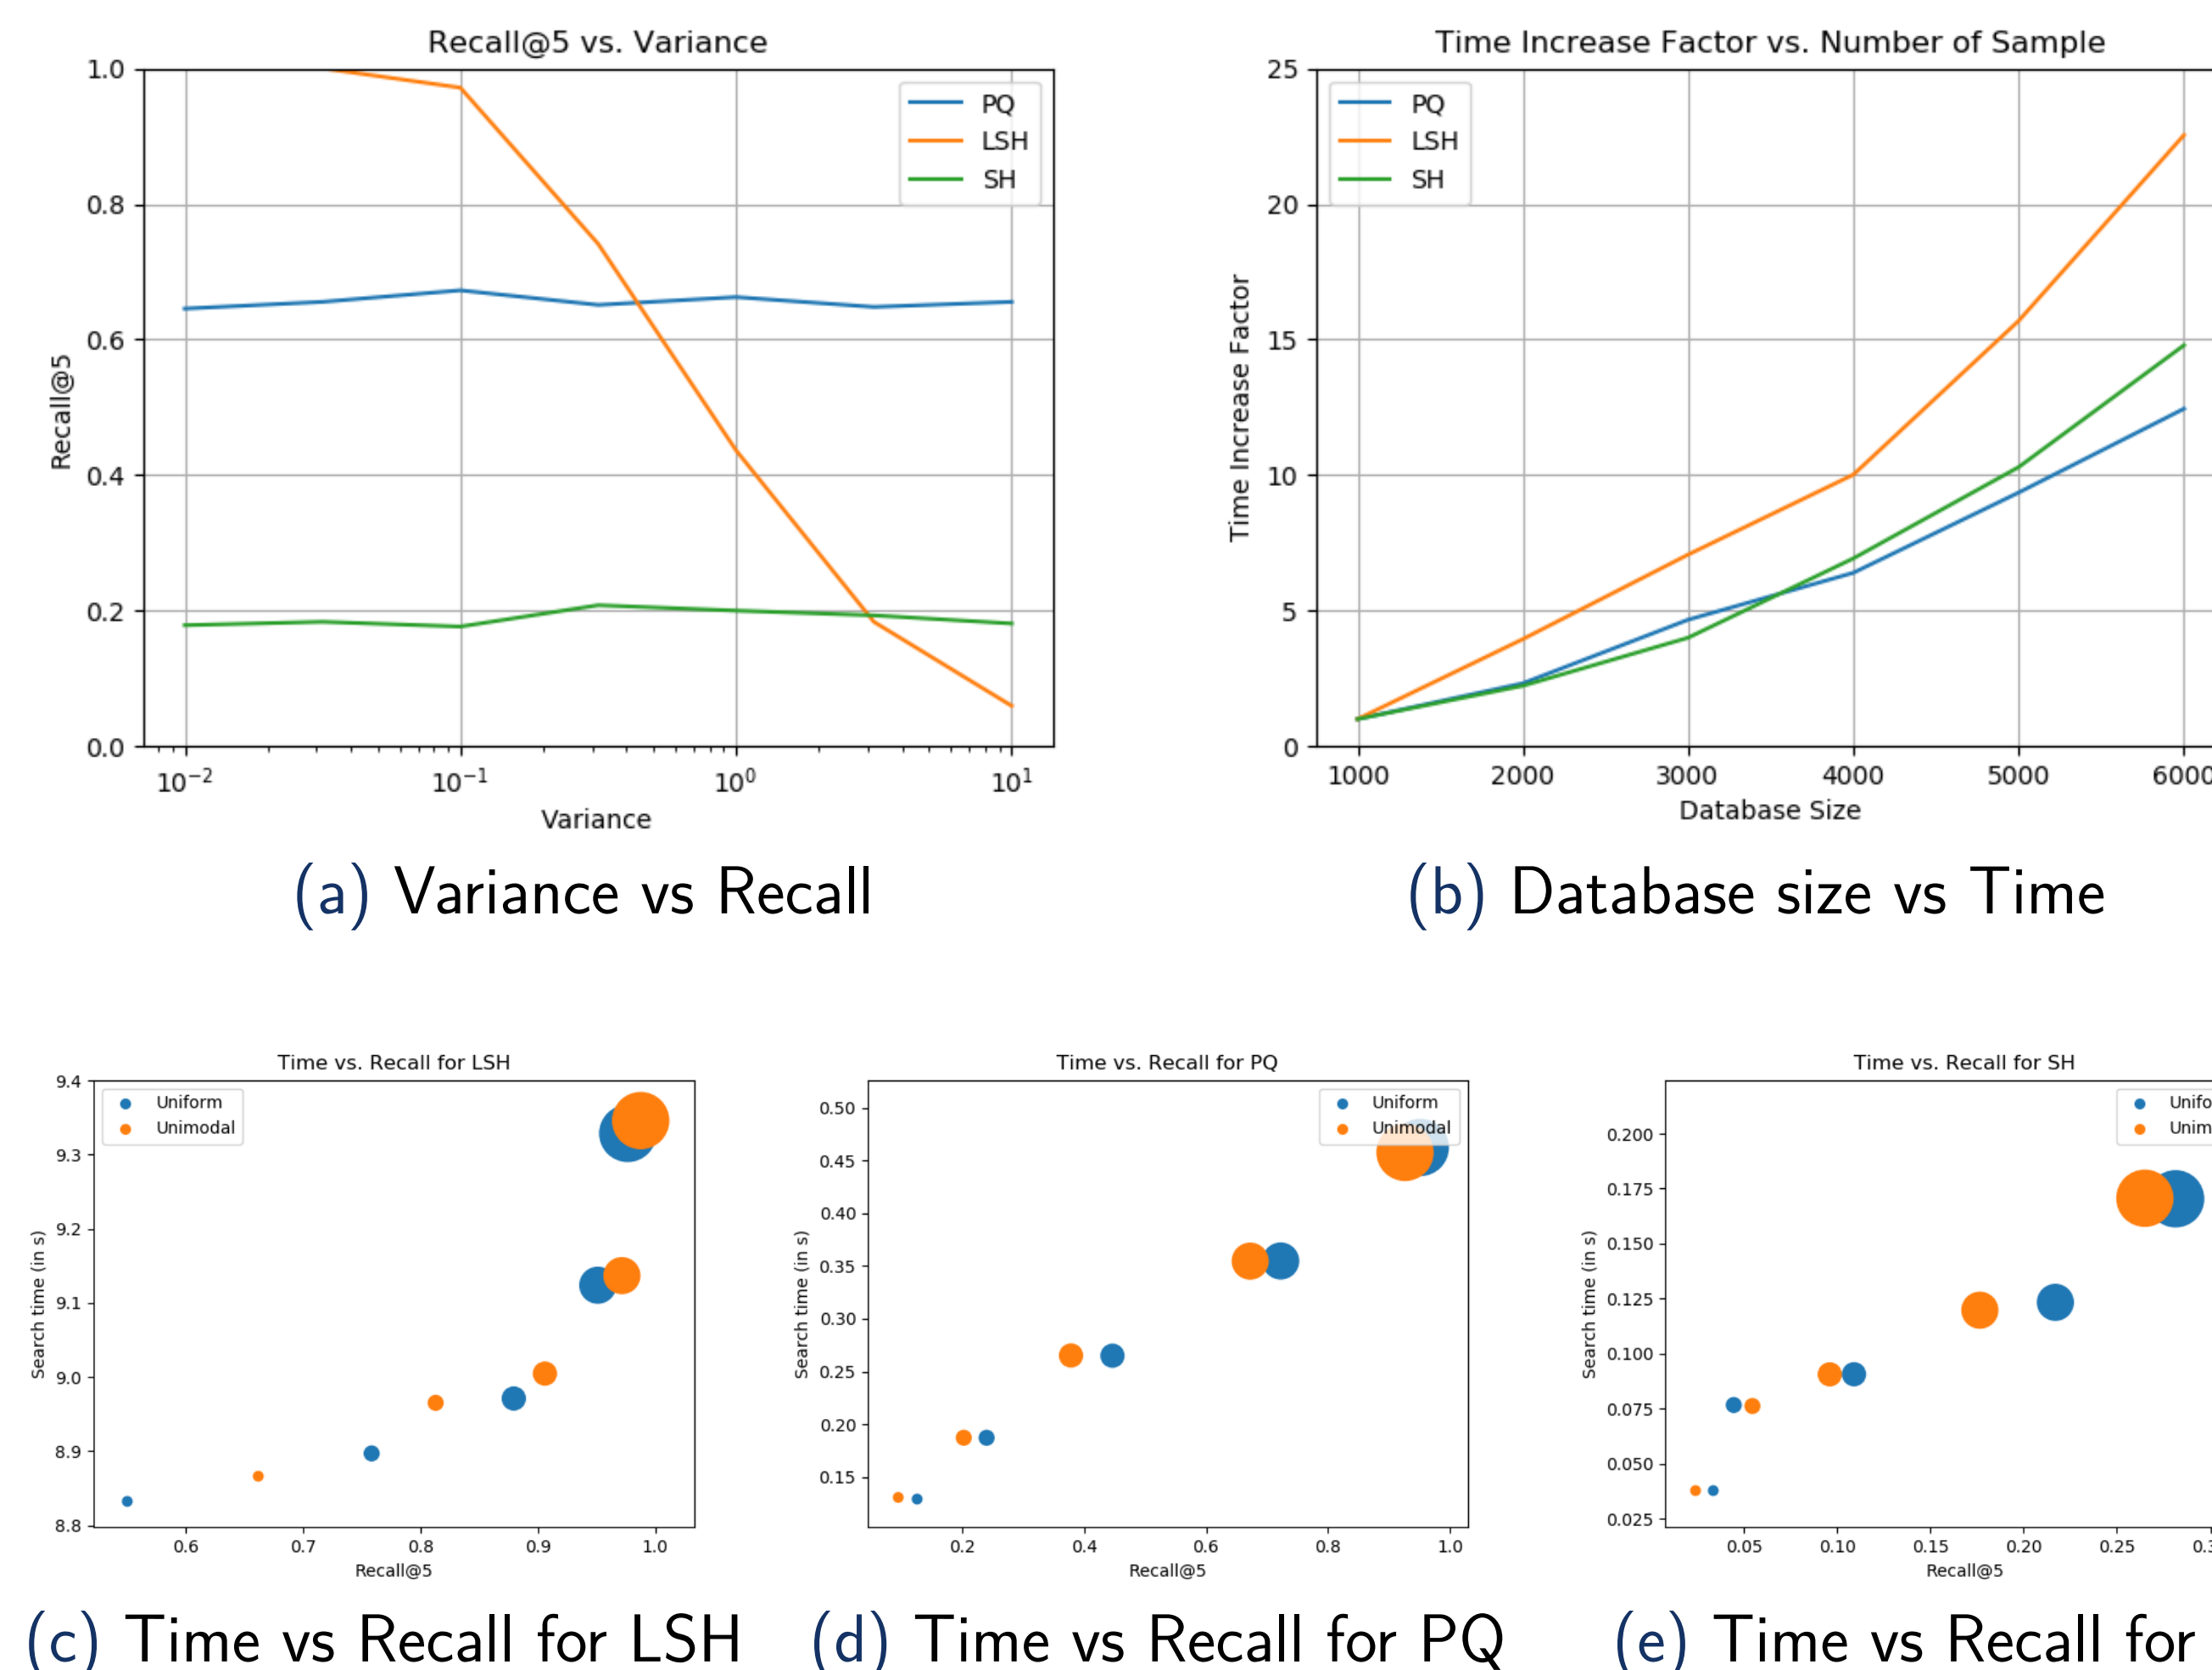 Recall@5 vs. Variance
1.0
0.8
0.6
0.4
0.2
0.0
Recall@5
PQ
LSH
SH
10⁻²
10⁻¹
10⁰
10¹
Variance
(a) Variance vs Recall
Time Increase Factor vs. Number of Sample
25
20
15
10
5
0
Time Increase Factor
PQ
LSH
SH
1000
2000
3000
4000
5000
6000
Database Size
(b) Database size vs Time
Time vs. Recall for LSH
9.4
9.3
9.2
9.1
9.0
8.9
8.8
Search time (in s)
Uniform
Unimodal
0.6
0.7
0.8
0.9
1.0
Recall@5
(c) Time vs Recall for LSH
Time vs. Recall for PQ
0.50
0.45
0.40
0.35
0.30
0.25
0.20
0.15
Search time (in s)
Uniform
Unimodal
0.2
0.4
0.6
0.8
1.0
Recall@5
(d) Time vs Recall for PQ
Time vs. Recall for SH
0.200
0.175
0.150
0.125
0.100
0.075
0.050
0.025
Search time (in s)
Unifo
Unim
0.05
0.10
0.15
0.20
0.25
Recall@5
(e) Time vs Recall for